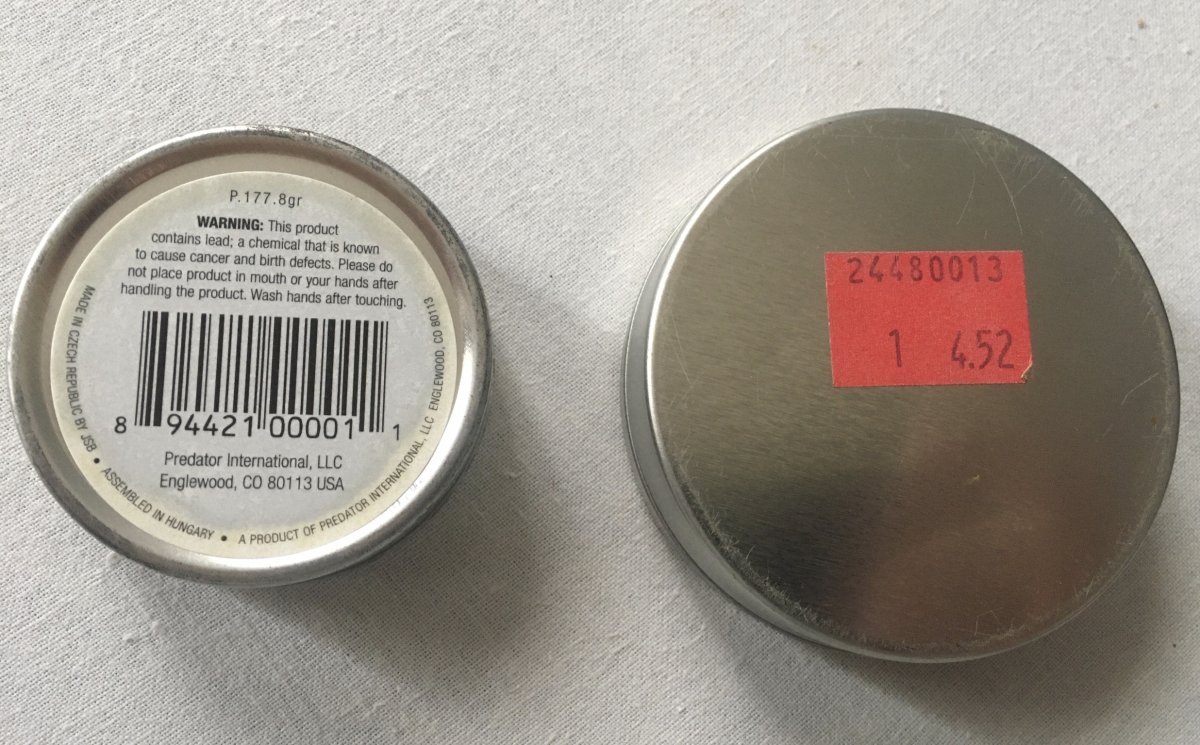 P.177.8gr
WARNING: This product
contains lead; a chemical that is known
to cause cancer and birth defects. Please do
not place product in mouth or your hands after
handling the product. Wash hands after touching.
8 94421 00001 1
Predator International, LLC
Englewood, CO 80113 USA
MADE IN CZECH REPUBLIC BY JSB • ASSEMBLED IN HUNGARY • A PRODUCT OF PREDATOR INTERNATIONAL, LLC ENGLEWOOD, CO 80113
24480013
1 4.52